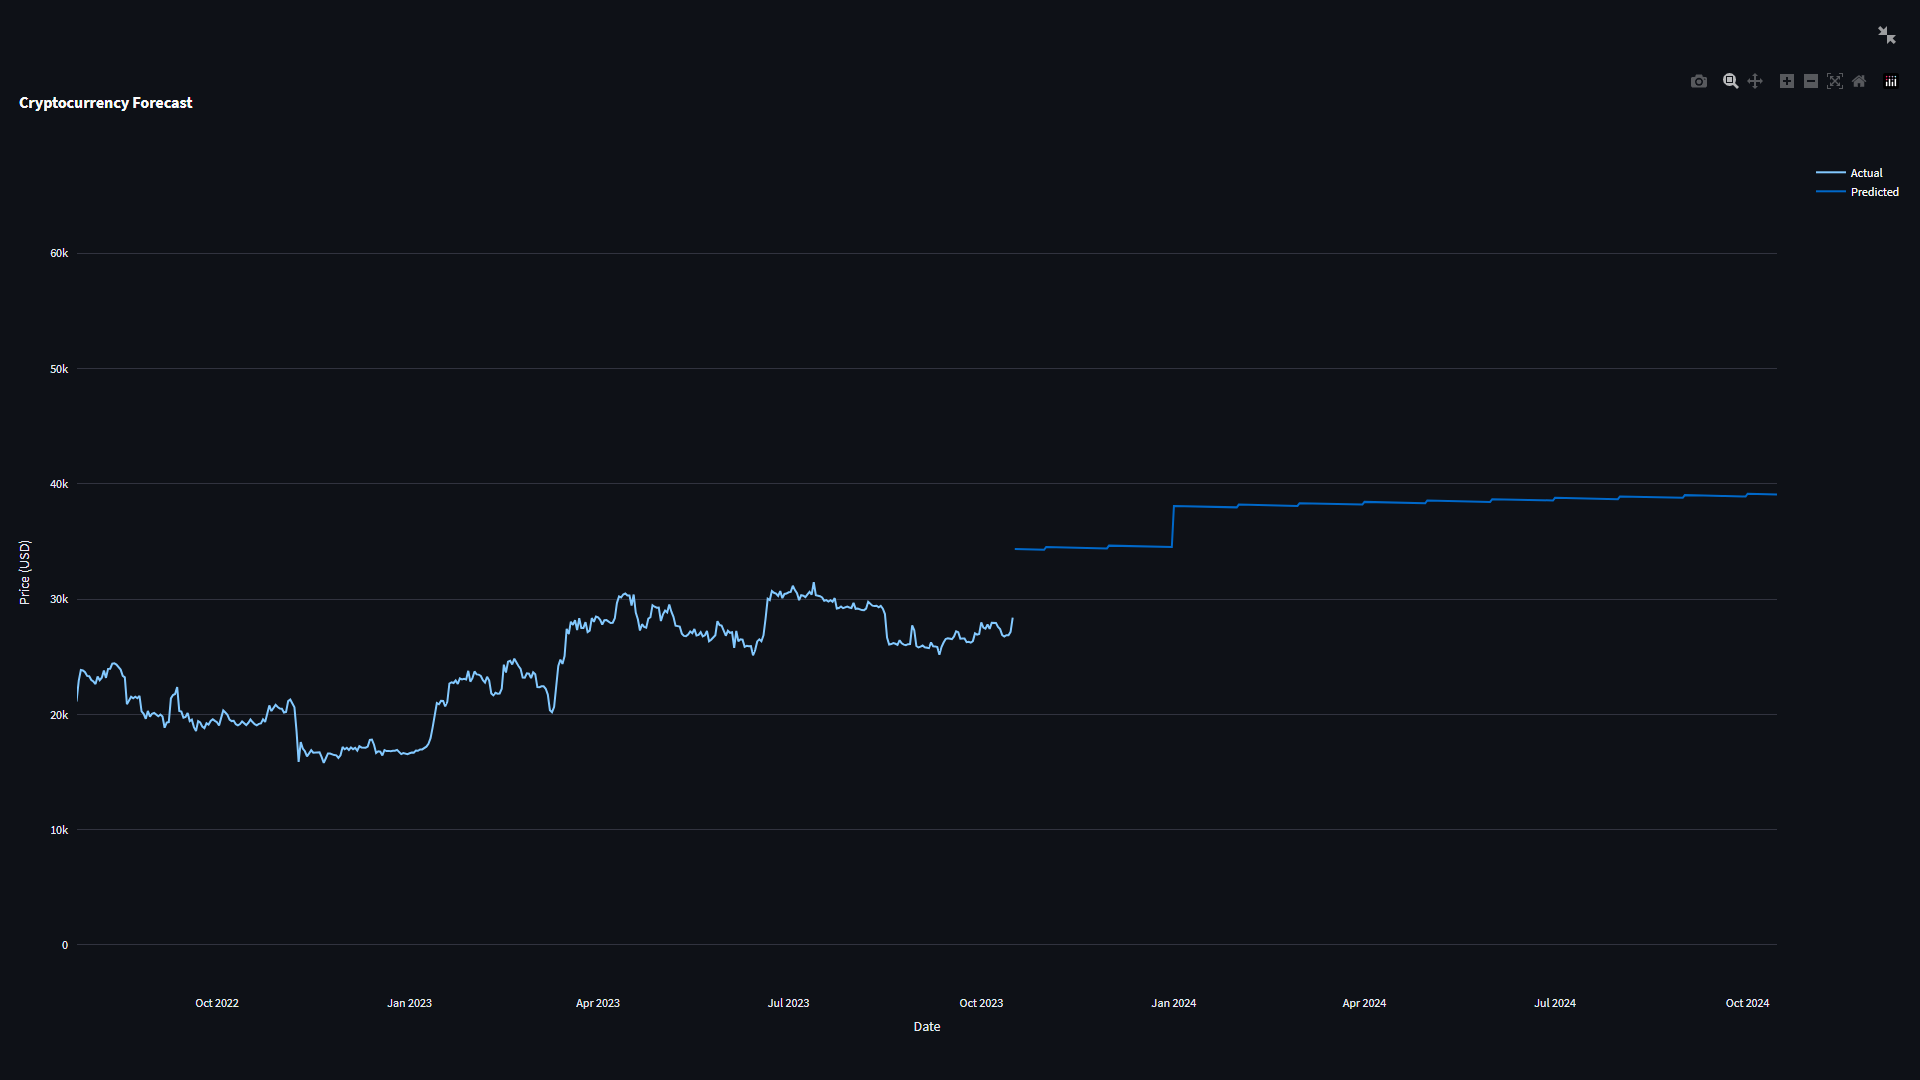 Cryptocurrency Forecast
Actual
Predicted
60k
50k
40k
30k
20k
10k
0
Price (USD)
Oct 2022
Jan 2023
Apr 2023
Jul 2023
Oct 2023
Jan 2024
Apr 2024
Jul 2024
Oct 2024
Date